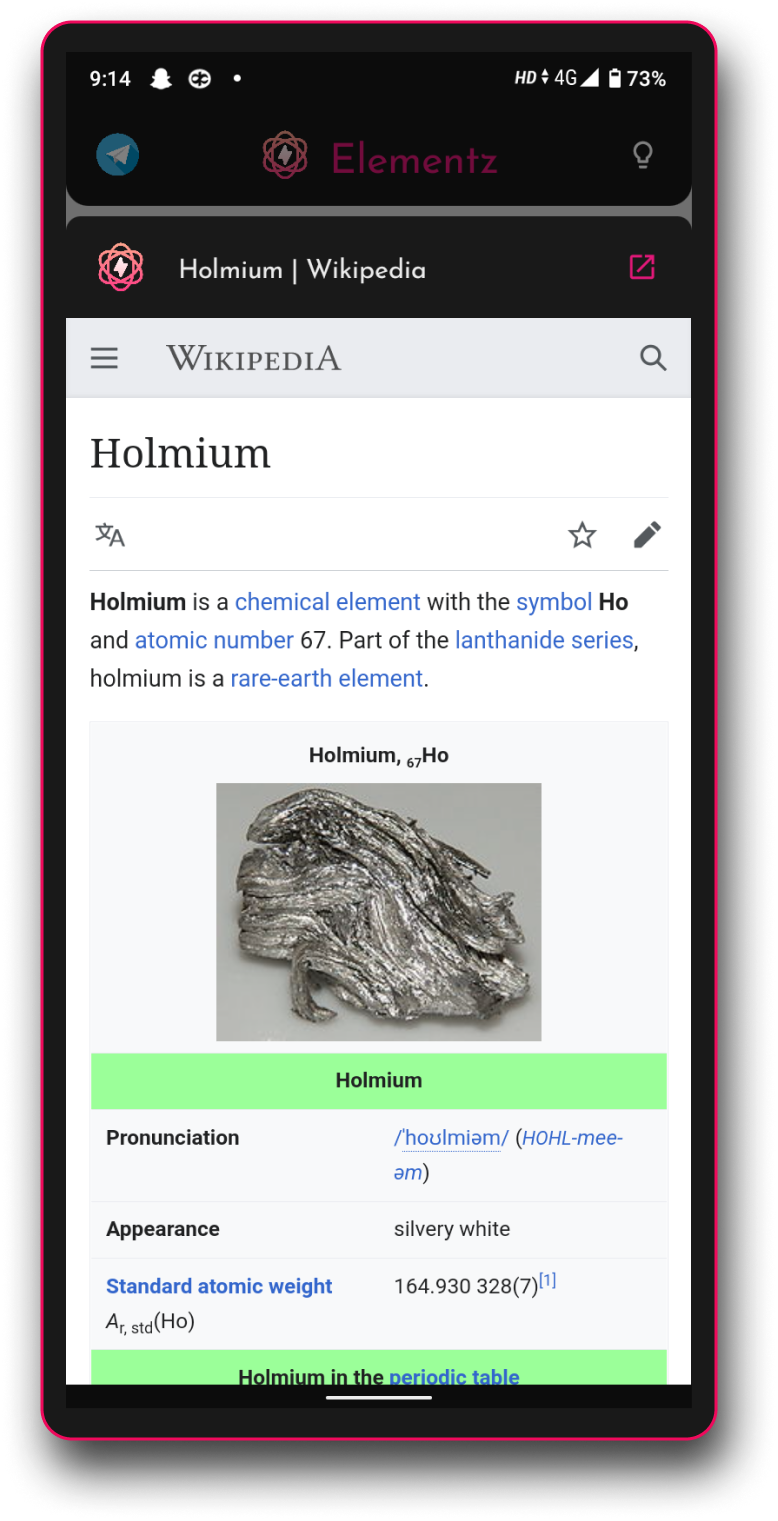 9:14 HD 4G 73%
Elementz
Holmium | Wikipedia
WIKIPEDIA
Holmium
Holmium is a chemical element with the symbol Ho
and atomic number 67. Part of the lanthanide series,
holmium is a rare-earth element.
Holmium, ₆₇Ho
Holmium
Pronunciation /ˈhoʊlmiəm/ (HOHL-mee-
əm)
Appearance silvery white
Standard atomic weight 164.930 328(7)[1]
Ar, std(Ho)
Holmium in the periodic table